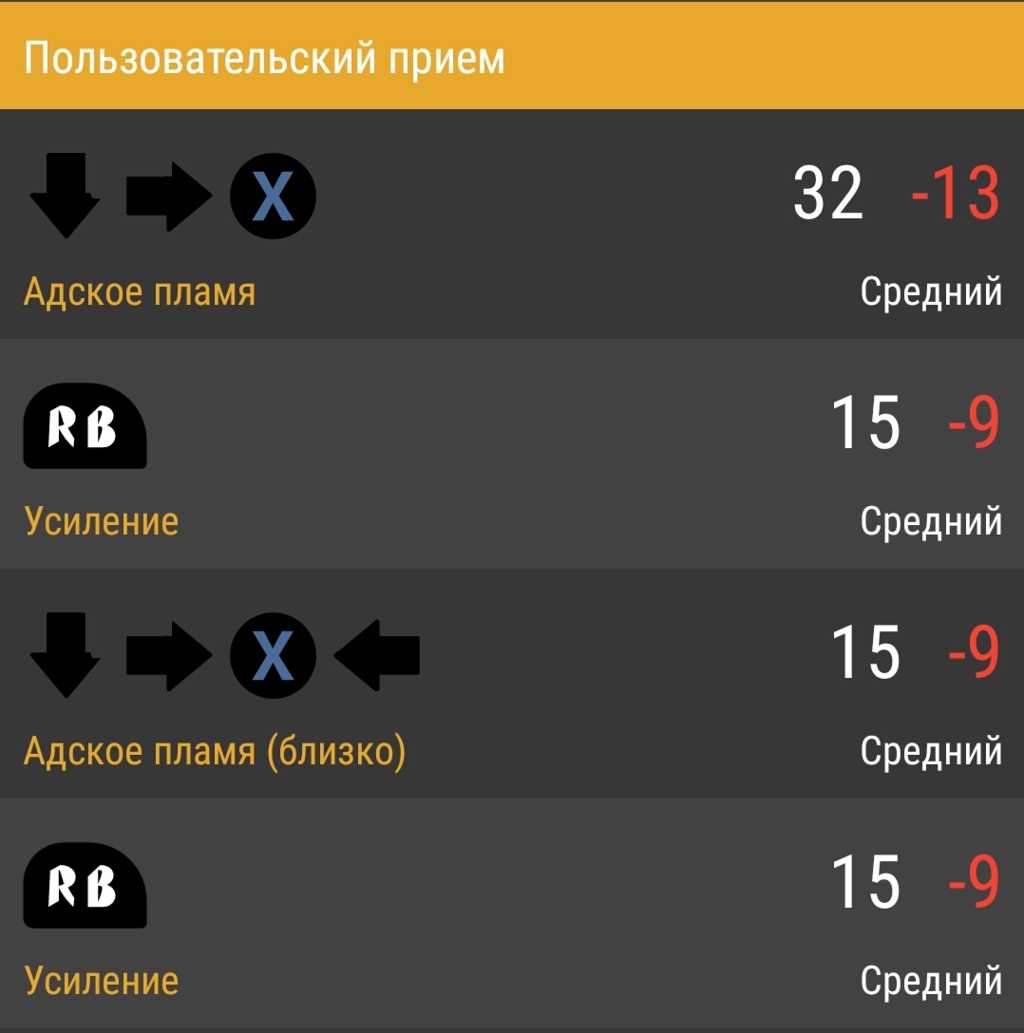 Пользовательский прием
X 32 -13
Адское пламя Средний
RB 15 -9
Усиление Средний
X 15 -9
Адское пламя (близко) Средний
RB 15 -9
Усиление Средний